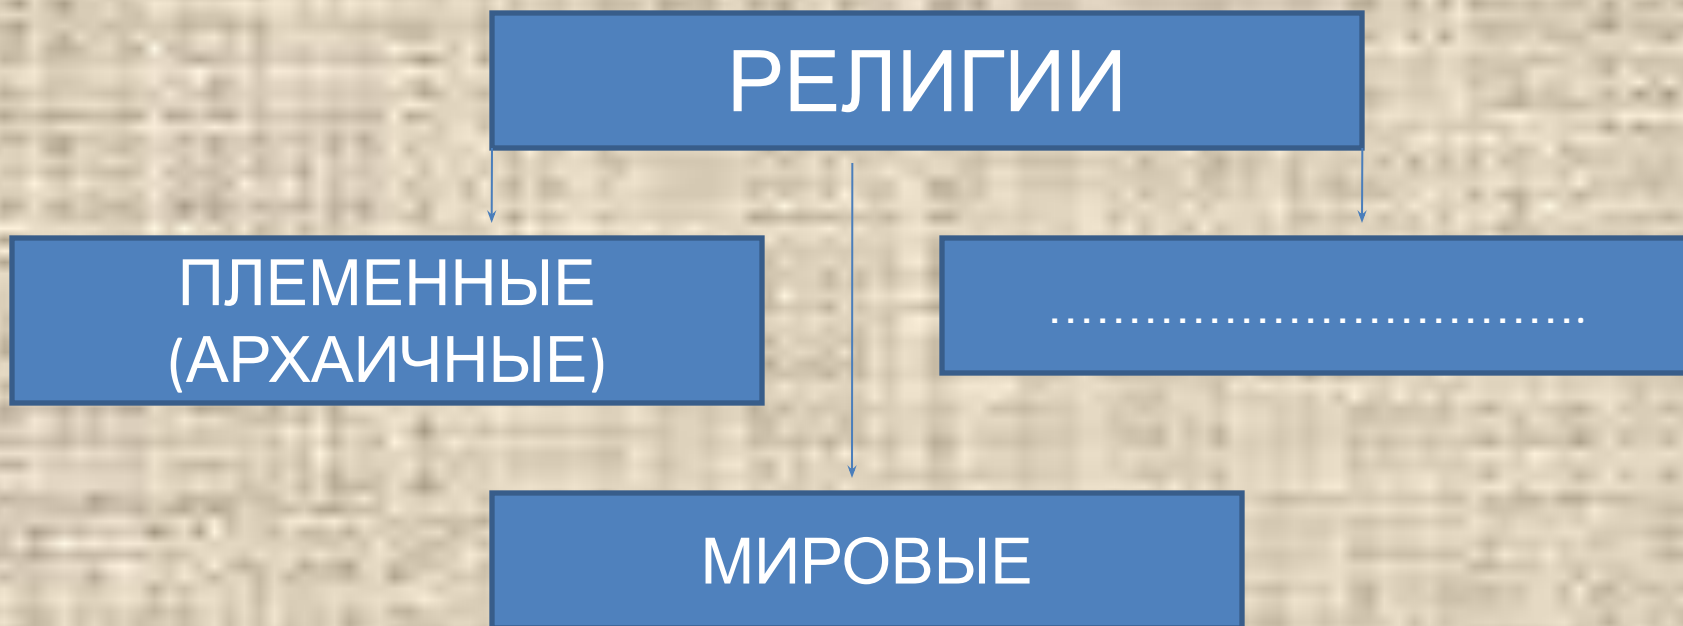 РЕЛИГИИ
ПЛЕМЕННЫЕ
(АРХАИЧНЫЕ)
..................................
МИРОВЫЕ